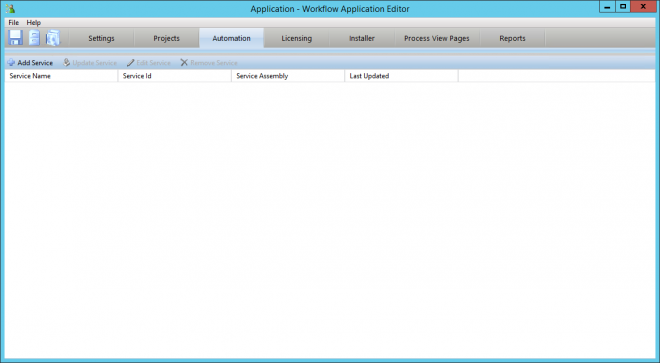 Application - Workflow Application Editor
File Help
Settings Projects Automation Licensing Installer Process View Pages Reports
Add Service Update Service Edit Service Remove Service
Service Name Service Id Service Assembly Last Updated